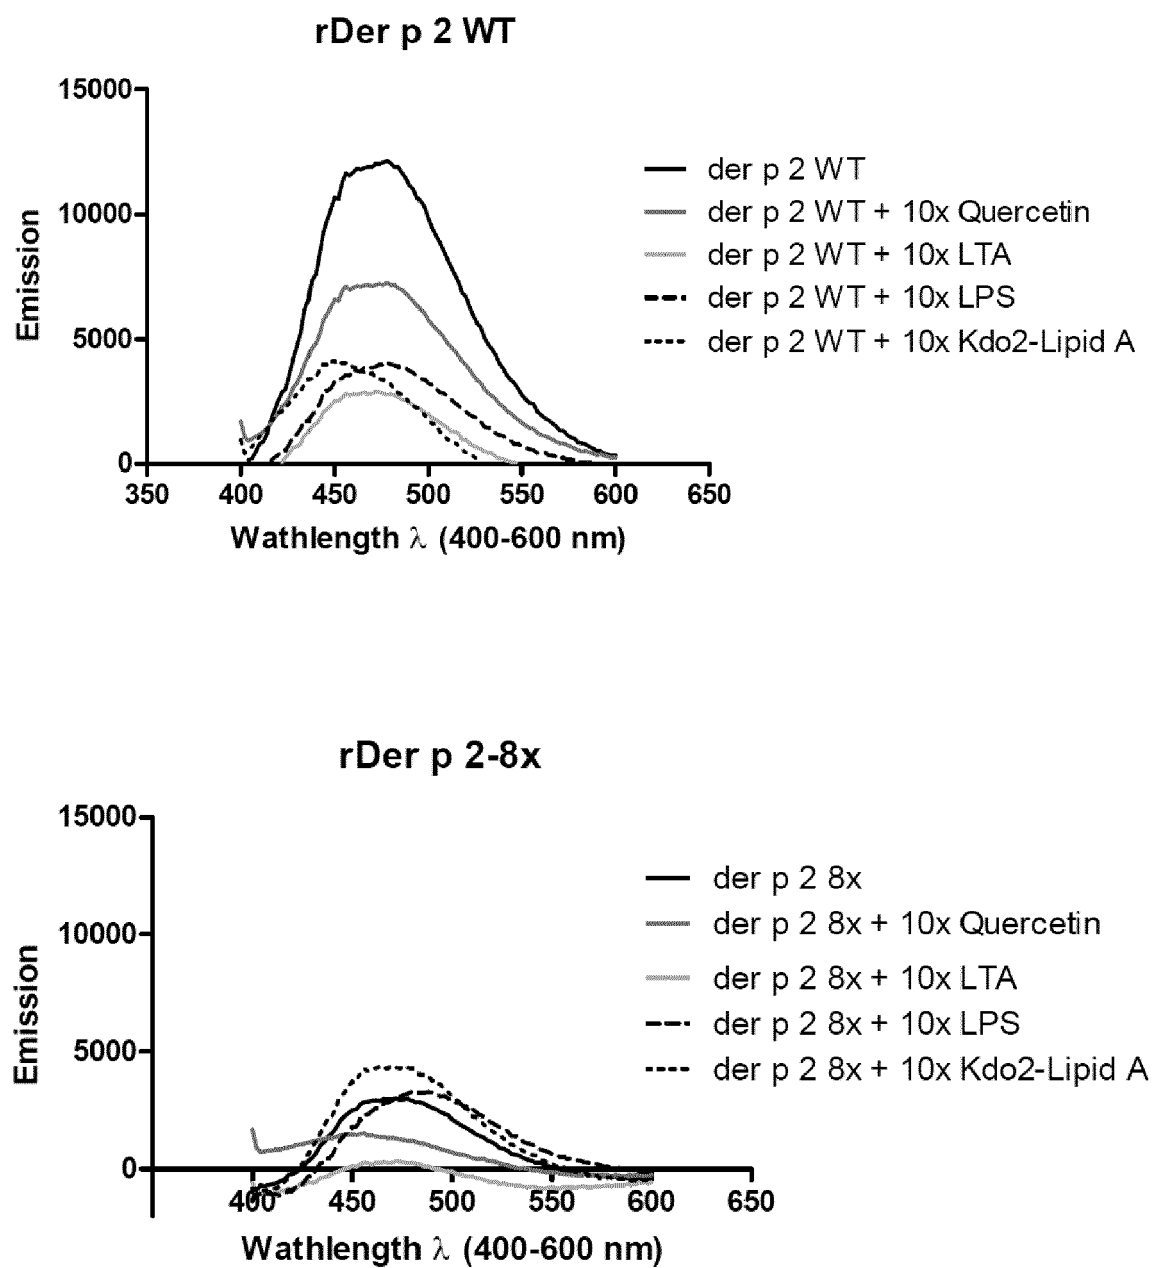 rDer p 2 WT
15000
10000
5000
0
Emission
350 400 450 500 550 600 650
Wathlength λ (400-600 nm)
der p 2 WT
der p 2 WT + 10x Quercetin
der p 2 WT + 10x LTA
der p 2 WT + 10x LPS
der p 2 WT + 10x Kdo2-Lipid A
rDer p 2-8x
15000
10000
5000
0
Emission
400 450 500 550 600 650
Wathlength λ (400-600 nm)
der p 2 8x
der p 2 8x + 10x Quercetin
der p 2 8x + 10x LTA
der p 2 8x + 10x LPS
der p 2 8x + 10x Kdo2-Lipid A